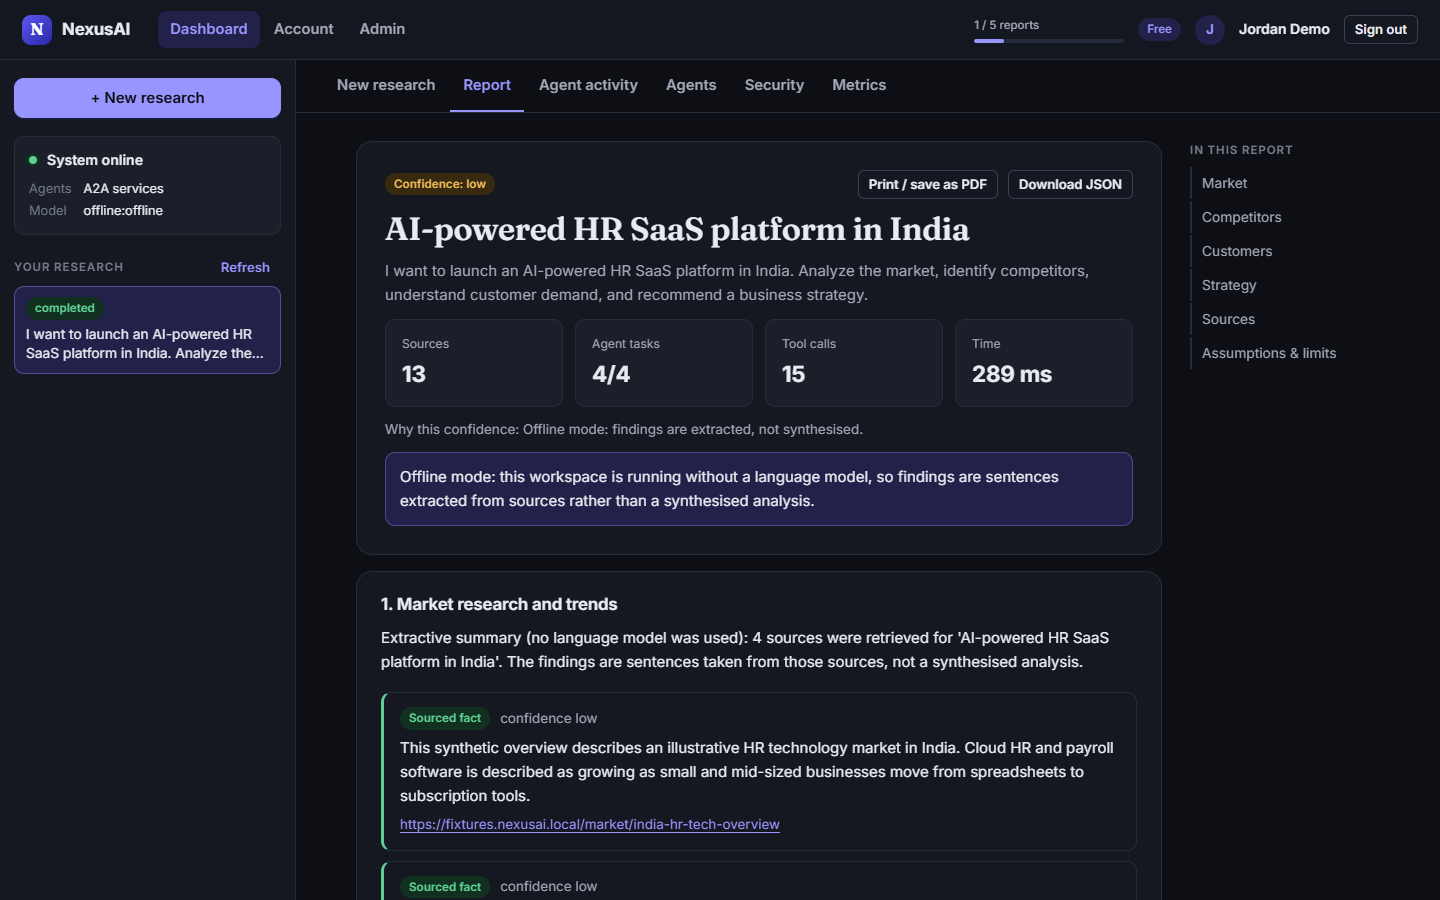 N NexusAI Dashboard Account Admin 1 / 5 reports Free J Jordan Demo Sign out
+ New research
System online
Agents A2A services
Model offline:offline
YOUR RESEARCH Refresh
completed
I want to launch an AI-powered HR
SaaS platform in India. Analyze the...
New research Report Agent activity Agents Security Metrics
Confidence: low Print / save as PDF Download JSON
AI-powered HR SaaS platform in India
I want to launch an AI-powered HR SaaS platform in India. Analyze the market, identify competitors,
understand customer demand, and recommend a business strategy.
Sources Agent tasks Tool calls Time
13 4/4 15 289 ms
Why this confidence: Offline mode: findings are extracted, not synthesised.
Offline mode: this workspace is running without a language model, so findings are sentences
extracted from sources rather than a synthesised analysis.
1. Market research and trends
Extractive summary (no language model was used): 4 sources were retrieved for 'AI-powered HR SaaS
platform in India'. The findings are sentences taken from those sources, not a synthesised analysis.
Sourced fact confidence low
This synthetic overview describes an illustrative HR technology market in India. Cloud HR and payroll
software is described as growing as small and mid-sized businesses move from spreadsheets to
subscription tools.
https://fixtures.nexusai.local/market/india-hr-tech-overview
Sourced fact confidence low
IN THIS REPORT
Market
Competitors
Customers
Strategy
Sources
Assumptions & limits